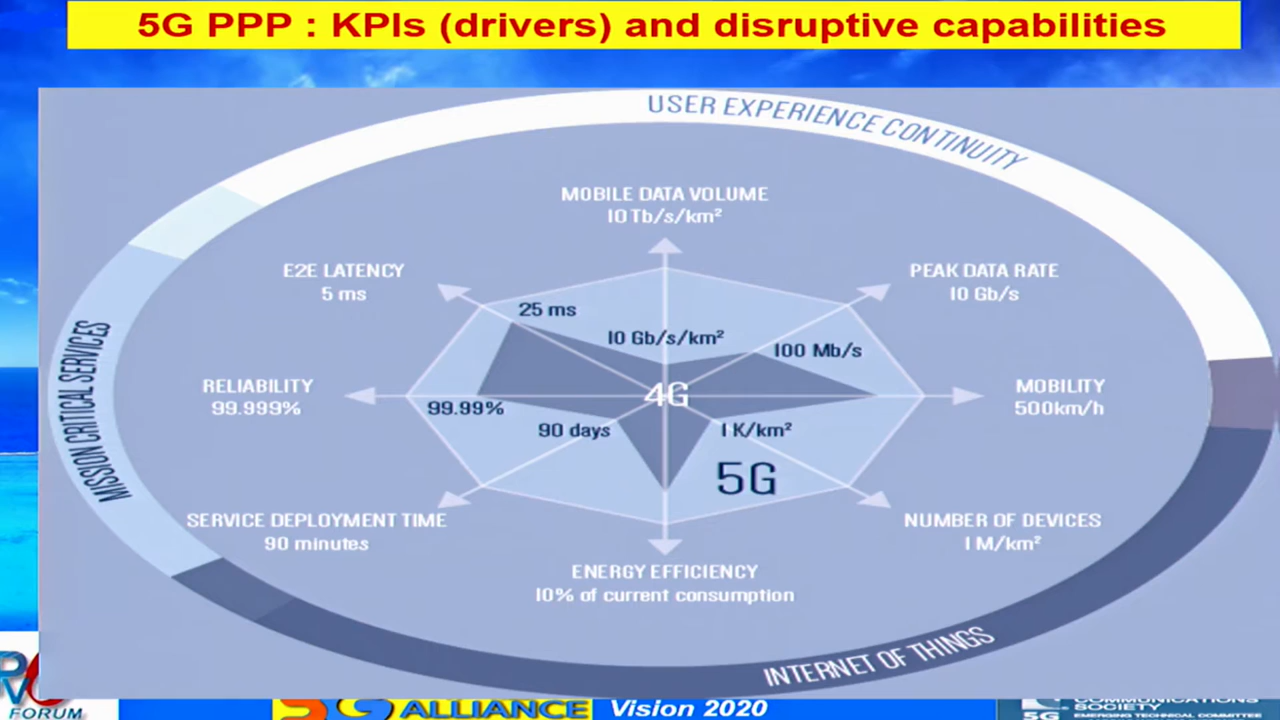 5G PPP : KPIs (drivers) and disruptive capabilities
USER EXPERIENCE CONTINUITY
MOBILE DATA VOLUME
10 Tb/s/km²
E2E LATENCY
5 ms
PEAK DATA RATE
10 Gb/s
25 ms
10 Gb/s/km²
100 Mb/s
MISSION CRITICAL SERVICES
RELIABILITY
99.999%
4G
MOBILITY
500km/h
99.99%
90 days
1 K/km²
5G
SERVICE DEPLOYMENT TIME
90 minutes
NUMBER OF DEVICES
1 M/km²
ENERGY EFFICIENCY
10% of current consumption
INTERNET OF THINGS
FORUM
5G ALLIANCE
Vision 2020
COMMUNICATIONS
SOCIETY
5G EMERGING TECHNICAL COMMITTEE